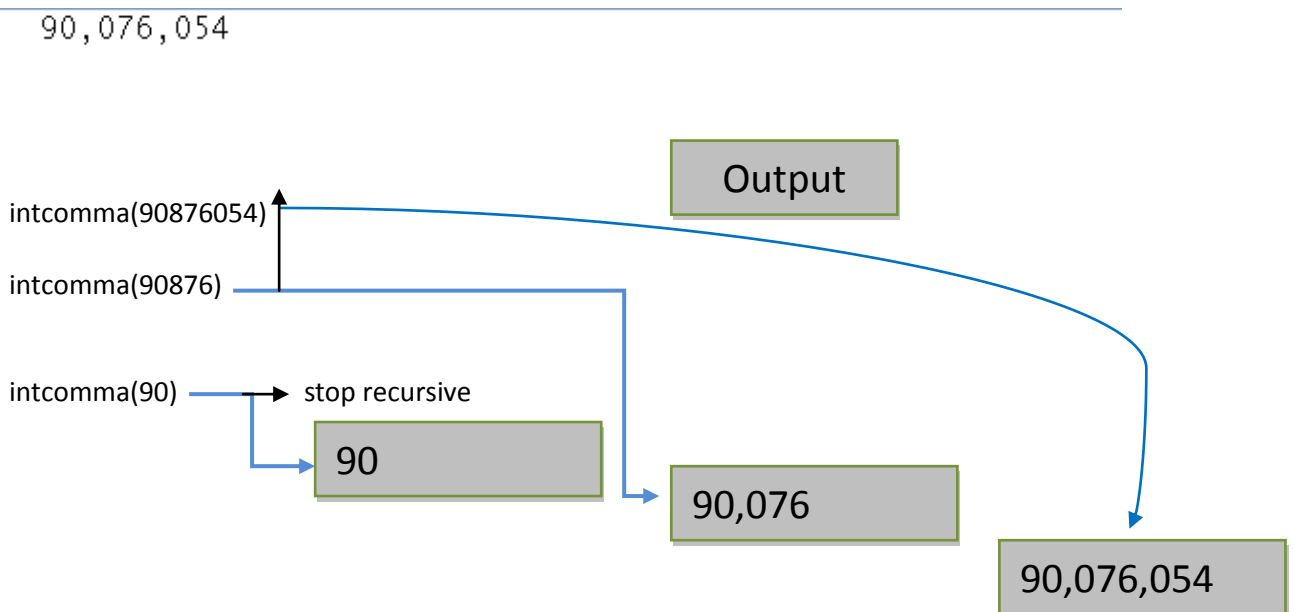 90,076,054
Output
intcomma(90876054)
intcomma(90876)
intcomma(90)
stop recursive
90
90,076
90,076,054